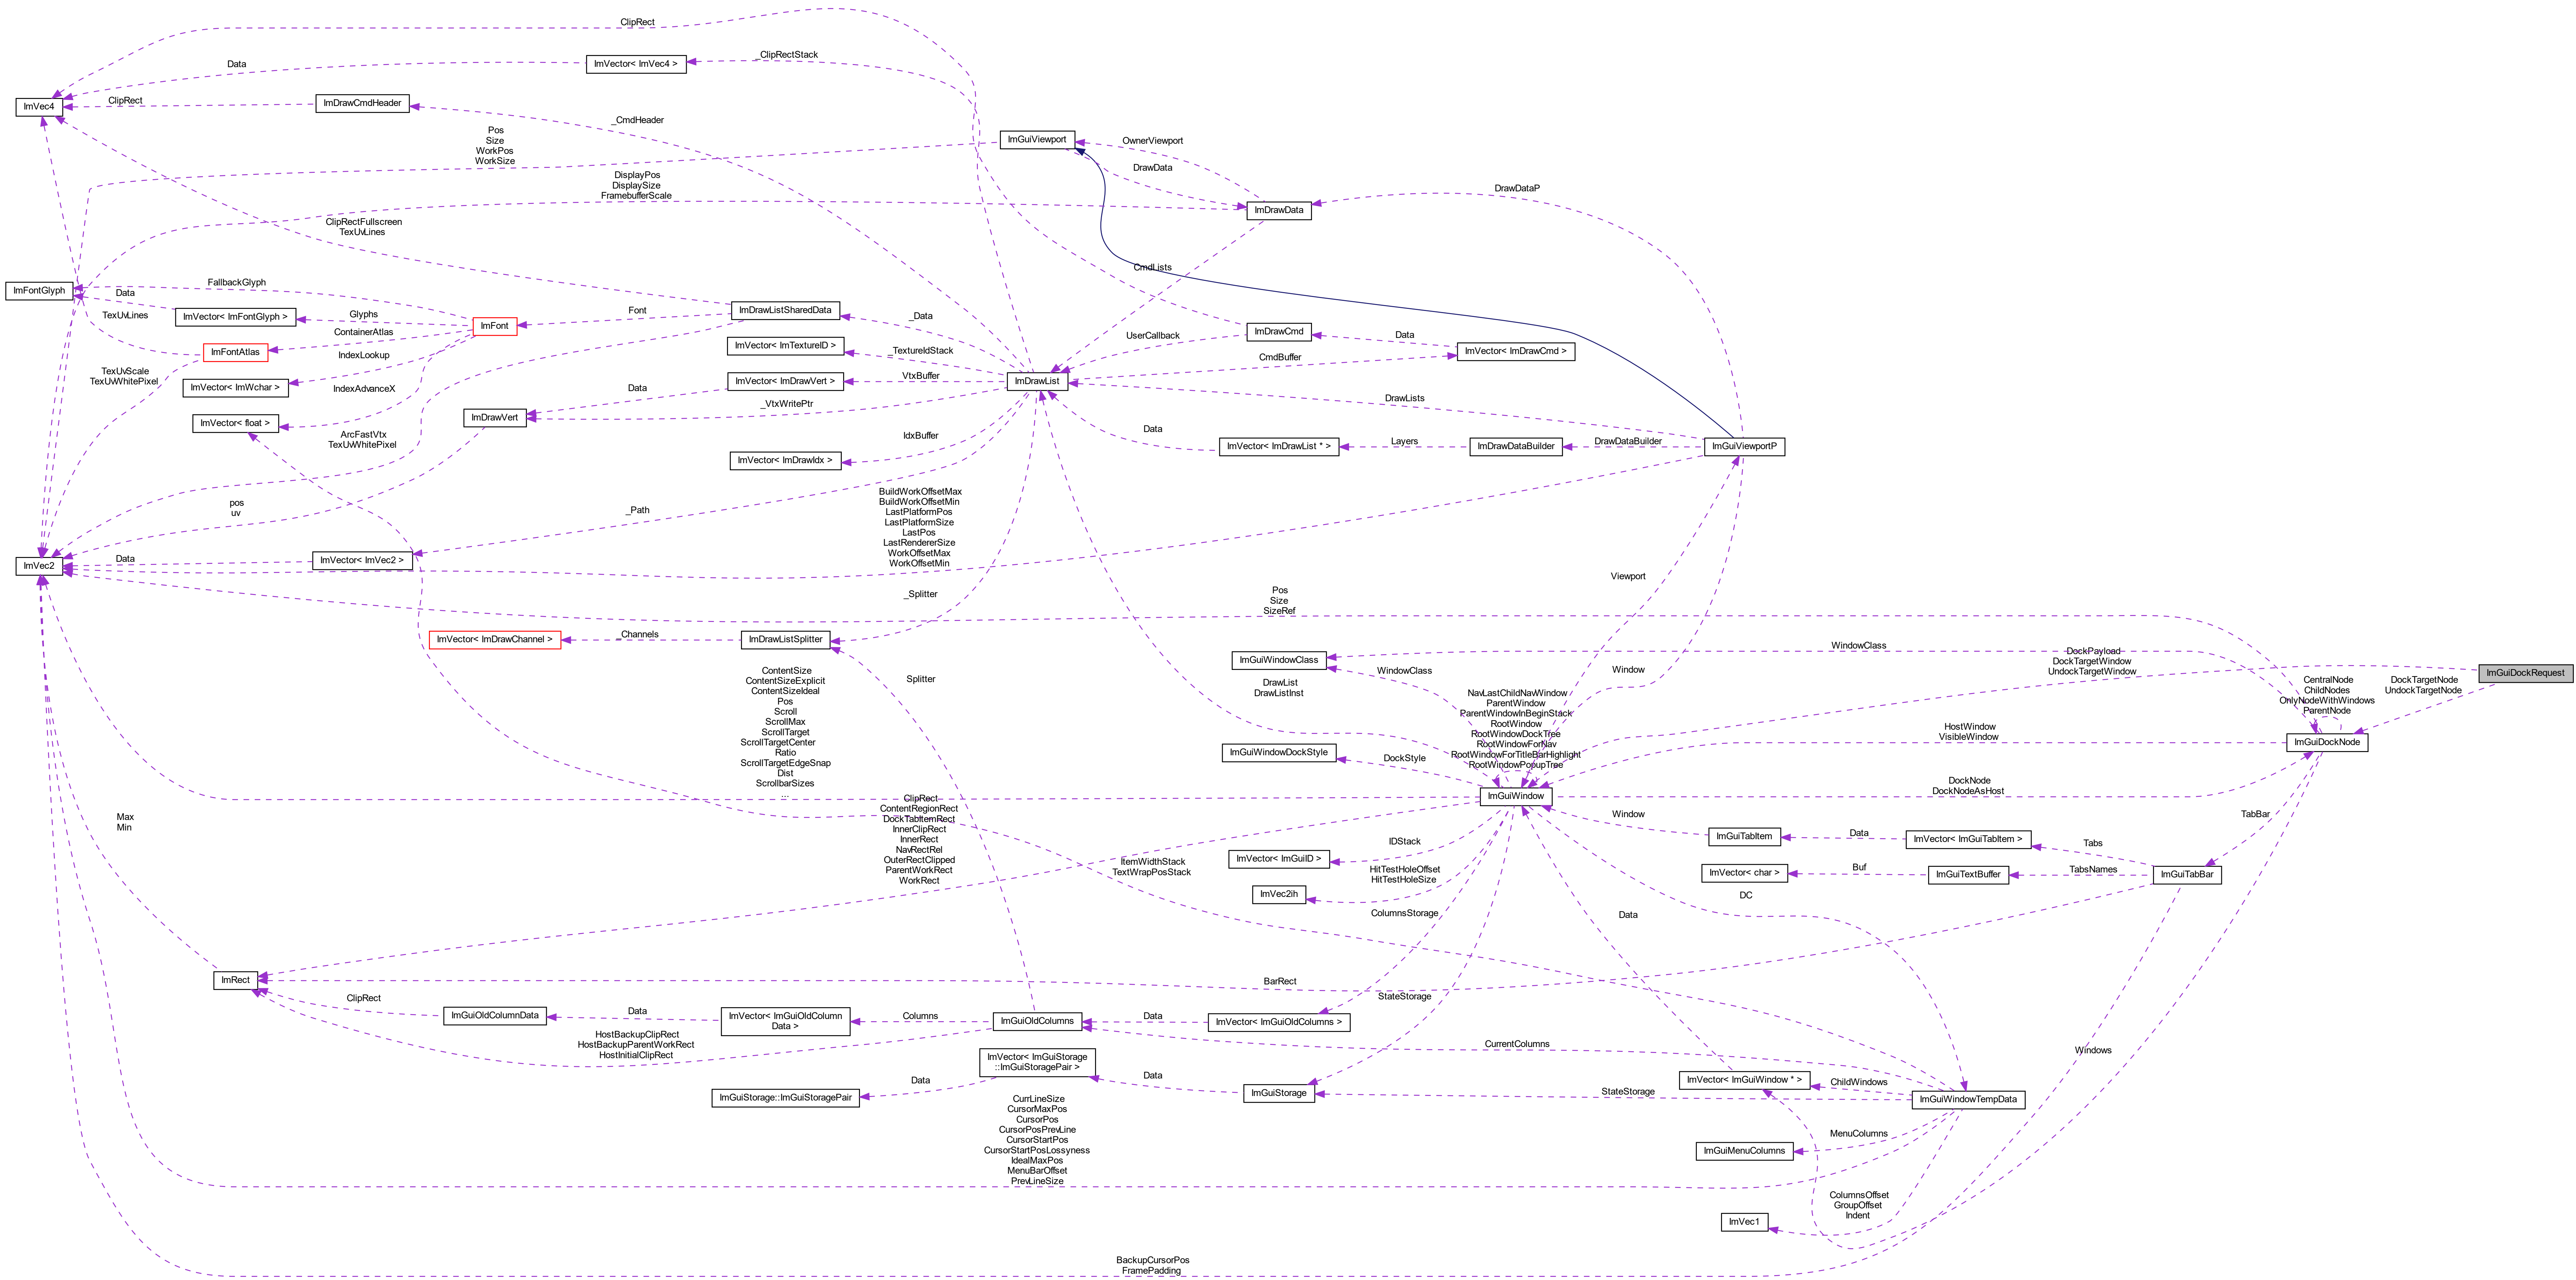 ClipRect
_ClipRectStack
Data
ImVector< ImVec4 >
ImVec4
ClipRect
ImDrawCmdHeader
_CmdHeader
Pos
Size
WorkPos
WorkSize
ImGuiViewport
OwnerViewport
DrawData
DisplayPos
DisplaySize
FramebufferScale
DrawDataP
ImDrawData
ClipRectFullscreen
TexUvLines
CmdLists
ImFontGlyph
FallbackGlyph
Data
ImVector< ImFontGlyph >
Glyphs
ImFont
Font
ImDrawListSharedData
_Data
TexUvLines
ContainerAtlas
ImFontAtlas
IndexLookup
ImVector< ImTextureID >
_TextureIdStack
UserCallback
ImDrawCmd
Data
ImVector< ImDrawCmd >
CmdBuffer
TexUvScale
TexUvWhitePixel
ImVector< ImWchar >
IndexAdvanceX
ImVector< ImDrawVert >
VtxBuffer
ImDrawList
Data
_VtxWritePtr
DrawLists
ImVector< float >
ImDrawVert
ArcFastVtx
TexUvWhitePixel
IdxBuffer
ImVector< ImDrawIdx >
Data
ImVector< ImDrawList * >
Layers
ImDrawDataBuilder
DrawDataBuilder
ImGuiViewportP
pos
uv
_Path
BuildWorkOffsetMax
BuildWorkOffsetMin
LastPlatformPos
LastPlatformSize
LastPos
LastRendererSize
WorkOffsetMax
WorkOffsetMin
ImVec2
Data
ImVector< ImVec2 >
Viewport
_Splitter
Pos
Size
SizeRef
ImVector< ImDrawChannel >
_Channels
ImDrawListSplitter
WindowClass
ImGuiWindowClass
WindowClass
Window
DockPayload
DockTargetWindow
UndockTargetWindow
ImGuiDockRequest
DockTargetNode
UndockTargetNode
CentralNode
ChildNodes
OnlyNodeWithWindows
ParentNode
ContentSize
ContentSizeExplicit
ContentSizeIdeal
Pos
Scroll
ScrollMax
ScrollTarget
ScrollTargetCenter
Ratio
ScrollTargetEdgeSnap
Dist
ScrollbarSizes
...
Splitter
DrawList
DrawListInst
NavLastChildNavWindow
ParentWindow
ParentWindowInBeginStack
RootWindow
RootWindowDockTree
RootWindowForNav
RootWindowForTitleBarHighlight
RootWindowPopupTree
HostWindow
VisibleWindow
ImGuiDockNode
ImGuiWindowDockStyle
DockStyle
ImGuiWindow
DockNode
DockNodeAsHost
Max
Min
ClipRect
ContentRegionRect
DockTabItemRect
InnerClipRect
InnerRect
NavRectRel
OuterRectClipped
ParentWorkRect
WorkRect
ItemWidthStack
TextWrapPosStack
IDStack
ImVector< ImGuiID >
HitTestHoleOffset
HitTestHoleSize
ImVec2ih
ColumnsStorage
Window
ImGuiTabItem
Data
ImVector< ImGuiTabItem >
Tabs
TabBar
ImVector< char >
Buf
ImGuiTextBuffer
TabsNames
ImGuiTabBar
DC
Data
ImRect
BarRect
StateStorage
ClipRect
ImGuiOldColumnData
Data
ImVector< ImGuiOldColumn
Data >
Columns
ImGuiOldColumns
Data
ImVector< ImGuiOldColumns >
HostBackupClipRect
HostBackupParentWorkRect
HostInitialClipRect
CurrentColumns
Windows
ImVector< ImGuiStorage
::ImGuiStoragePair >
Data
ImGuiStorage::ImGuiStoragePair
Data
ImGuiStorage
StateStorage
ImVector< ImGuiWindow * >
ChildWindows
ImGuiWindowTempData
CurrLineSize
CursorMaxPos
CursorPos
CursorPosPrevLine
CursorStartPos
CursorStartPosLossyness
IdealMaxPos
MenuBarOffset
PrevLineSize
MenuColumns
ImGuiMenuColumns
ColumnsOffset
GroupOffset
Indent
ImVec1
BackupCursorPos
FramePadding